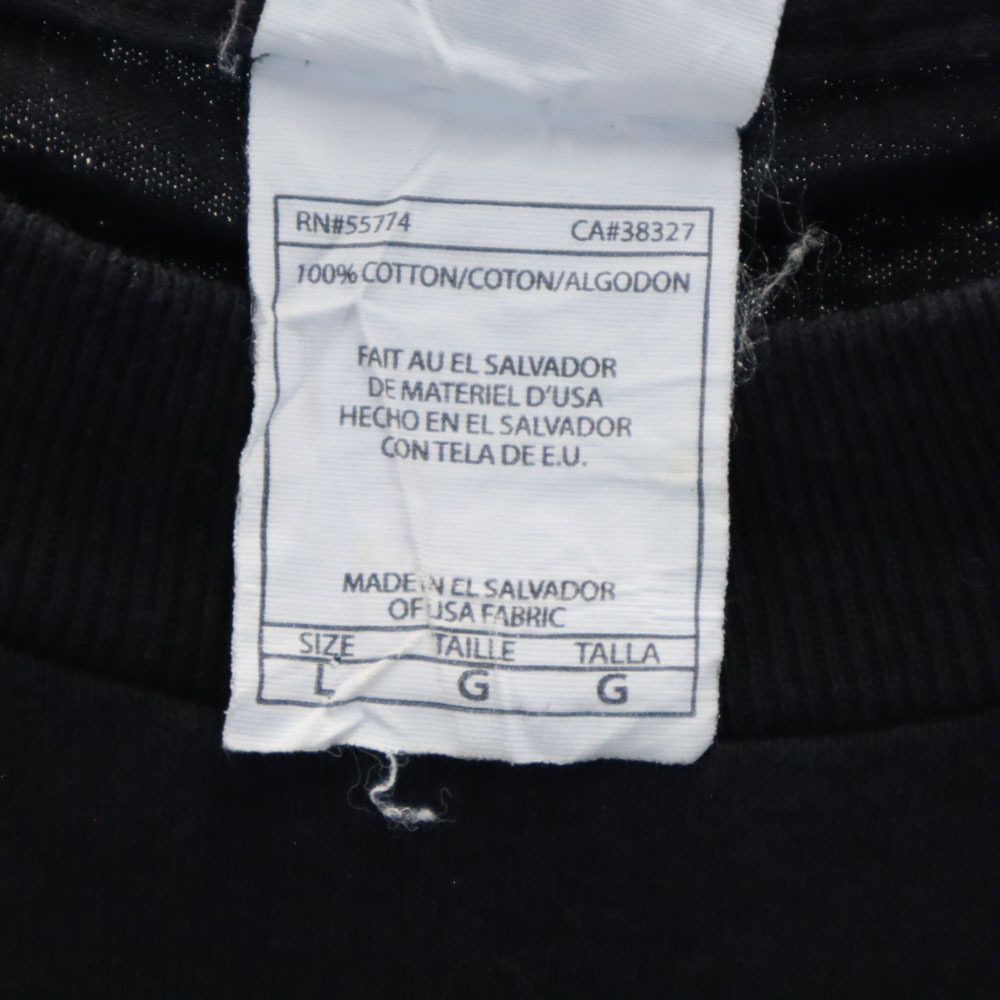 RN#55774 CA#38327
100% COTTON/COTON/ALGODON
FAIT AU EL SALVADOR
DE MATERIEL D'USA
HECHO EN EL SALVADOR
CON TELA DE E.U.
MADE IN EL SALVADOR
OF USA FABRIC
SIZE TAILLE TALLA
L G G